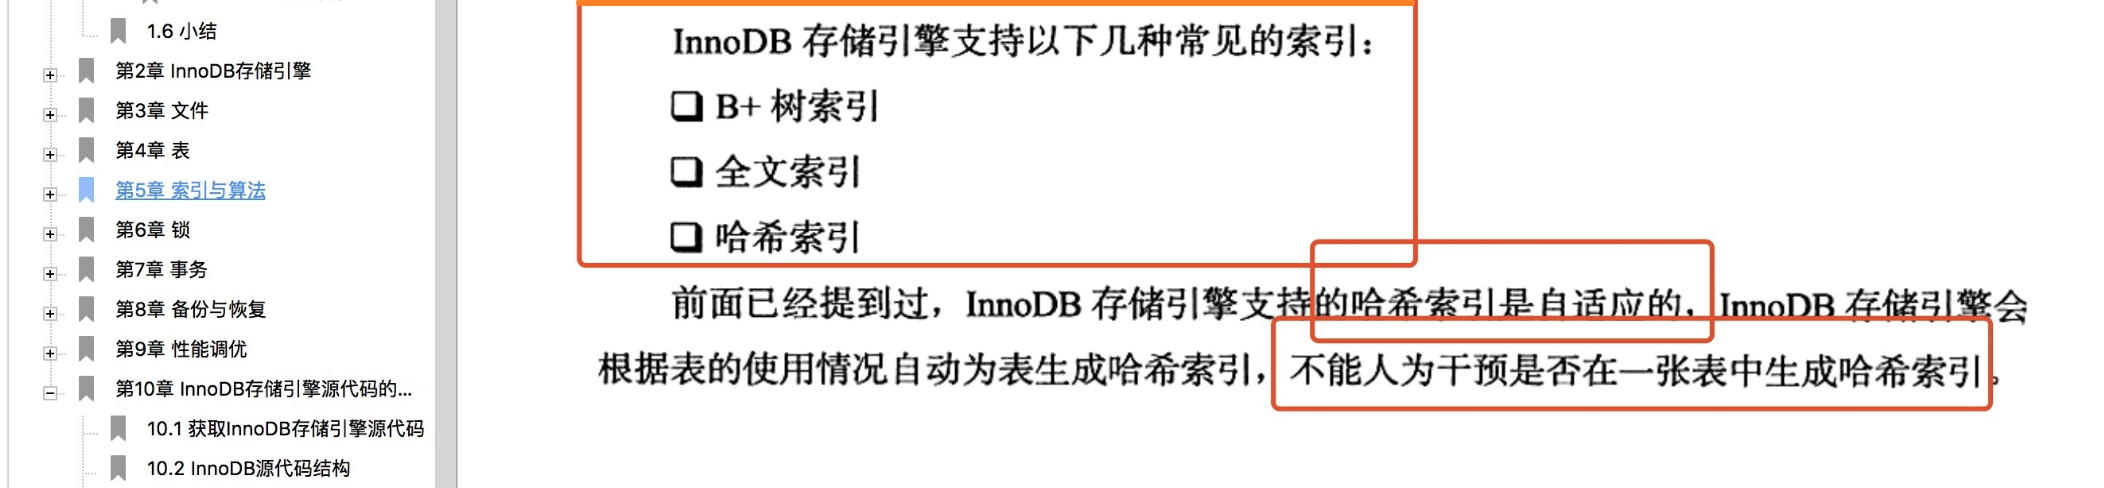 1.6 小结
第2章 InnoDB存储引擎
第3章 文件
第4章 表
第5章 索引与算法
第6章 锁
第7章 事务
第8章 备份与恢复
第9章 性能调优
第10章 InnoDB存储引擎源代码的...
10.1 获取InnoDB存储引擎源代码
10.2 InnoDB源代码结构
InnoDB 存储引擎支持以下几种常见的索引：
❑ B+ 树索引
❑ 全文索引
❑ 哈希索引
前面已经提到过，InnoDB 存储引擎支持的哈希索引是自适应的，InnoDB 存储引擎会
根据表的使用情况自动为表生成哈希索引，不能人为干预是否在一张表中生成哈希索引。